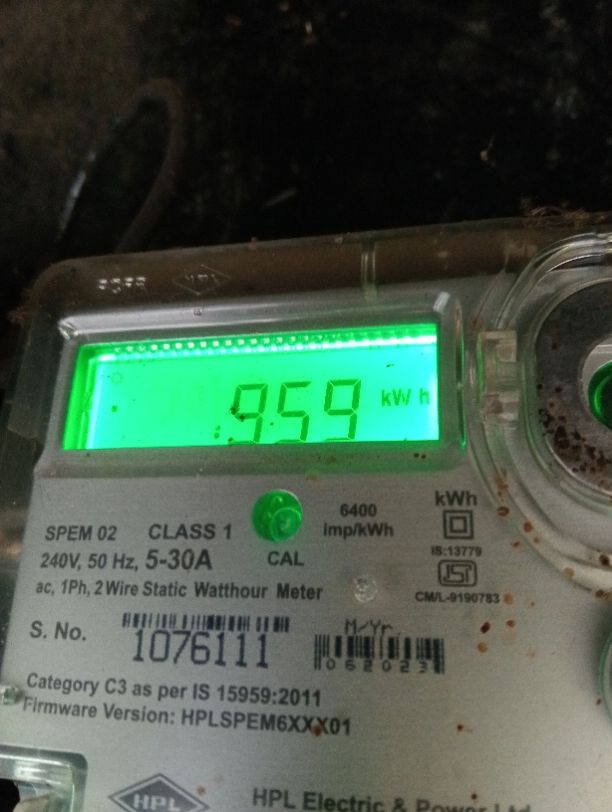 HPL
959 kWh
kWh
SPEM 02 CLASS 1 6400 imp/kWh
240V, 50 Hz, 5-30A CAL IS:13779
ac, 1Ph, 2 Wire Static Watthour Meter CM/L-9190783
M/Yr.
S. No. 1076111 062023
Category C3 as per IS 15959:2011
Firmware Version: HPLSPEM6XXX01
HPL HPL Electric & Power Ltd